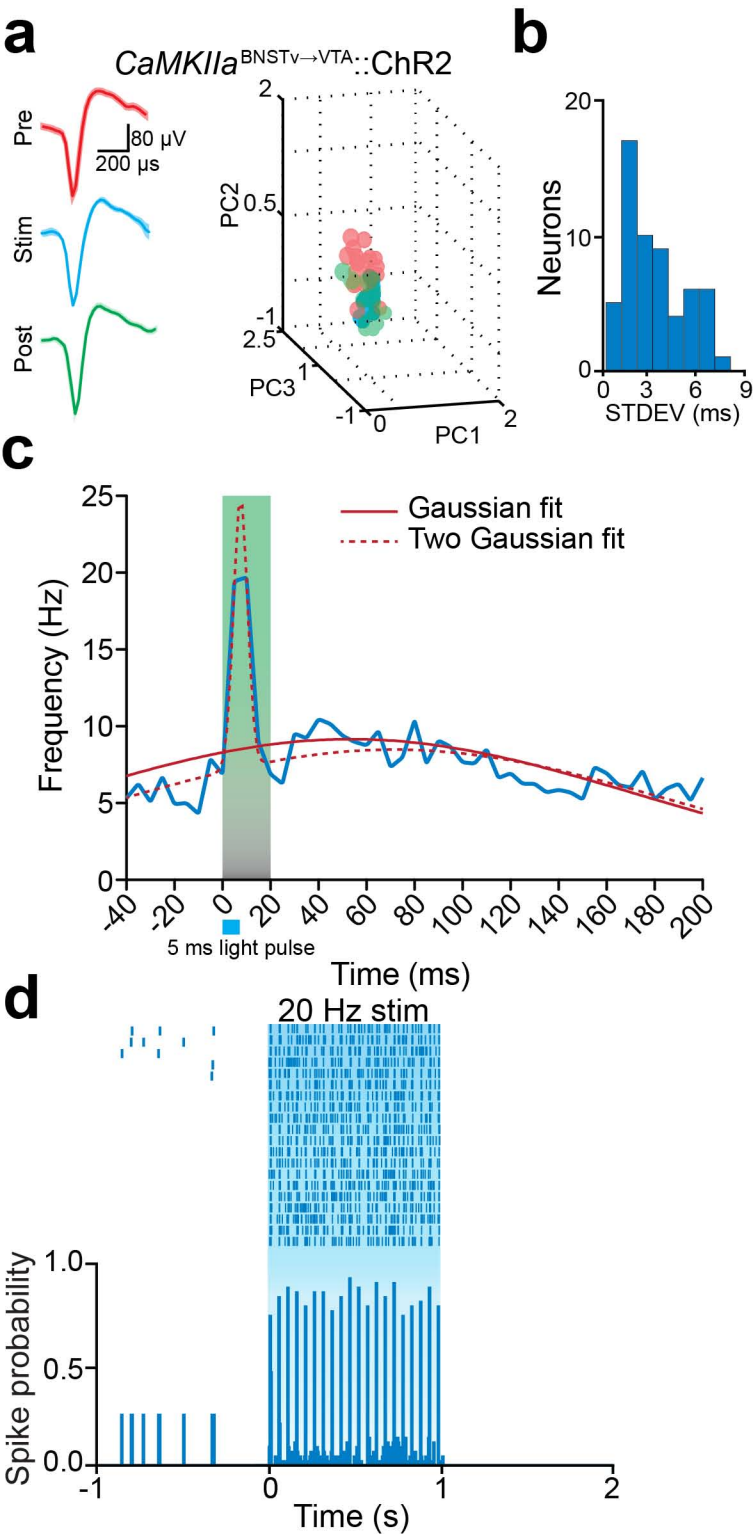 a
CaMKIIa^BNSTv→VTA::ChR2
Pre
80 µV
200 µs
Stim
Post
2
PC2
0.5
-1
2.5
PC3
1
-1
0
PC1
2
b
20
Neurons
10
0
0 3 6 9
STDEV (ms)
c
25
Gaussian fit
Two Gaussian fit
20
Frequency (Hz)
15
10
5
0
-40 -20 0 20 40 60 80 100 120 140 160 180 200
5 ms light pulse
Time (ms)
d
20 Hz stim
1.0
Spike probability
0.5
0.0
-1 0 1 2
Time (s)